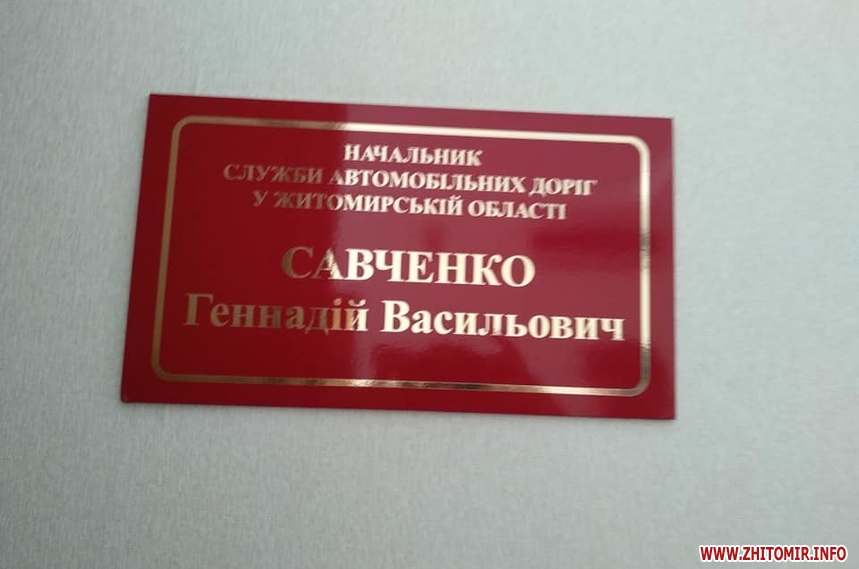 НАЧАЛЬНИК
СЛУЖБИ АВТОМОБІЛЬНИХ ДОРІГ
У ЖИТОМИРСЬКІЙ ОБЛАСТІ
САВЧЕНКО
Геннадій Васильович
WWW.ZHITOMIR.INFO